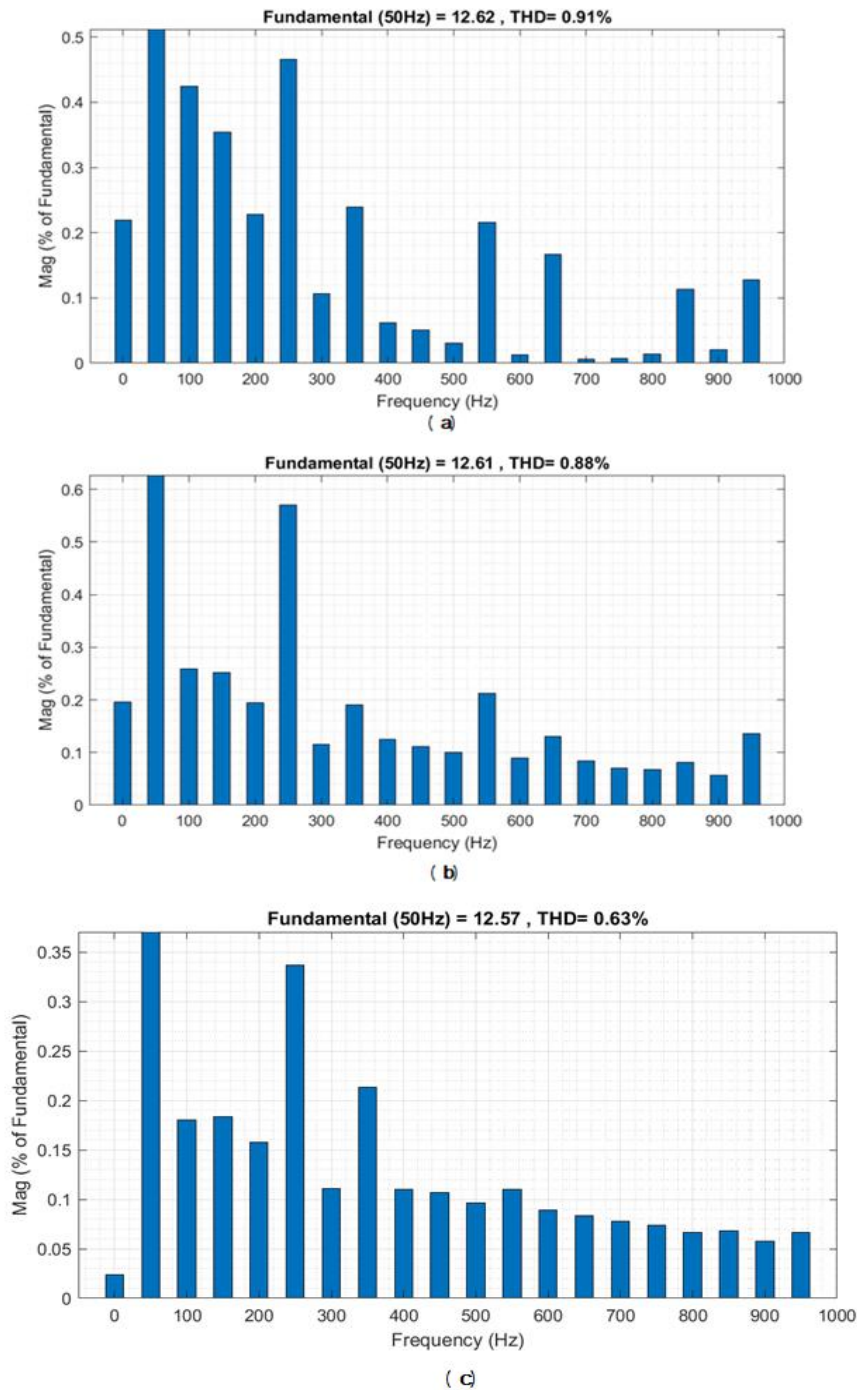 Fundamental (50Hz) = 12.62 , THD= 0.91%
Mag (% of Fundamental)
0.5
0.4
0.3
0.2
0.1
0
0 100 200 300 400 500 600 700 800 900 1000
Frequency (Hz)
( a)
Fundamental (50Hz) = 12.61 , THD= 0.88%
Mag (% of Fundamental)
0.6
0.5
0.4
0.3
0.2
0.1
0
0 100 200 300 400 500 600 700 800 900 1000
Frequency (Hz)
( b)
Fundamental (50Hz) = 12.57 , THD= 0.63%
Mag (% of Fundamental)
0.35
0.3
0.25
0.2
0.15
0.1
0.05
0
0 100 200 300 400 500 600 700 800 900 1000
Frequency (Hz)
( c)